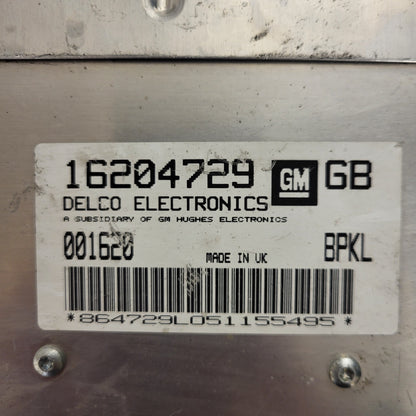 16204729 GM GB
DELCO ELECTRONICS
A SUBSIDIARY OF GM HUGHES ELECTRONICS
001620 MADE IN UK BPKL
*864729L051155495*